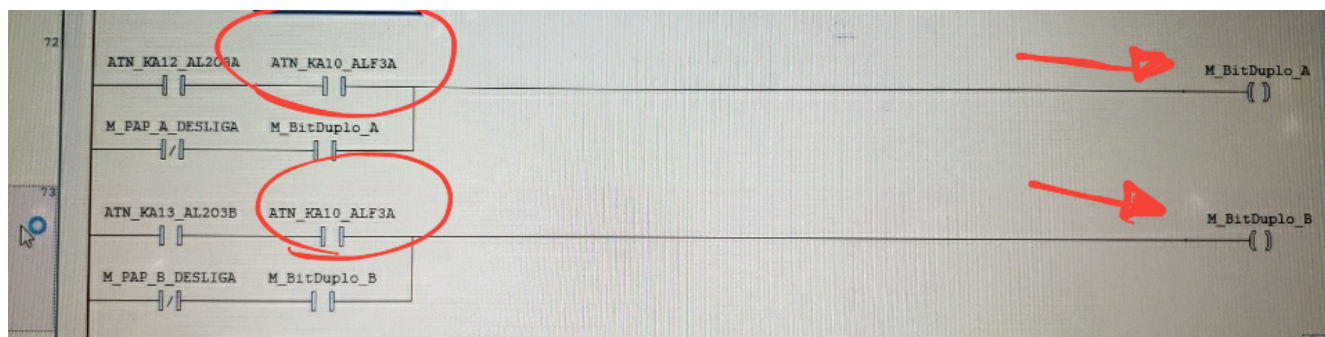 72
ATN_KA12_AL203A ATN_KA10_ALF3A
M_BitDuplo_A
M_PAP_A_DESLIGA M_BitDuplo_A
73
ATN_KA13_AL203B ATN_KA10_ALF3A
M_BitDuplo_B
M_PAP_B_DESLIGA M_BitDuplo_B